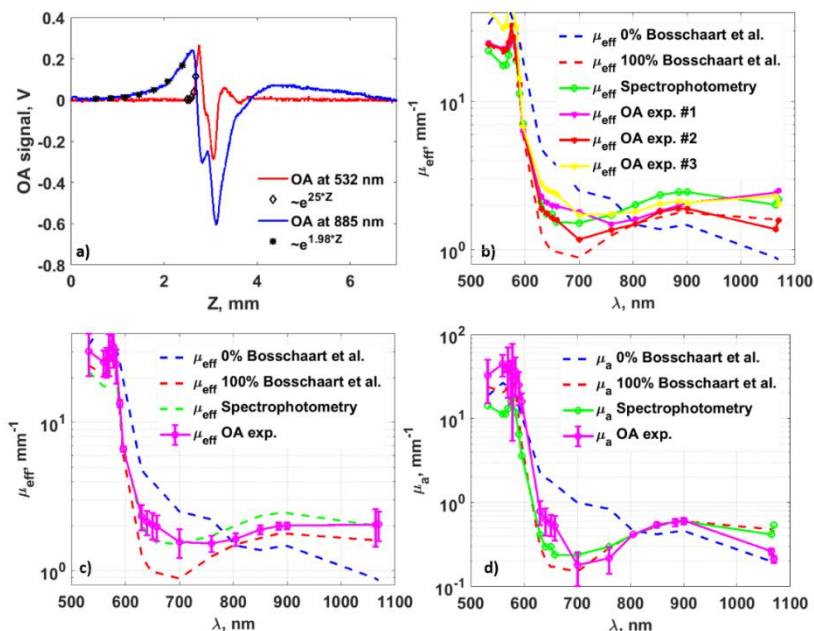 0.4
0.2
0
-0.2
-0.4
-0.6
-0.8
OA signal, V
OA at 532 nm
~e^25*Z
OA at 885 nm
~e^1.98*Z
a)
0 2 4 6
Z, mm
μeff 0% Bosschaart et al.
μeff 100% Bosschaart et al.
μeff Spectrophotometry
μeff OA exp. #1
μeff OA exp. #2
μeff OA exp. #3
10^1
10^0
μeff, mm^-1
b)
500 600 700 800 900 1000 1100
λ, nm
μeff 0% Bosschaart et al.
μeff 100% Bosschaart et al.
μeff Spectrophotometry
μeff OA exp.
10^1
10^0
μeff, mm^-1
c)
500 600 700 800 900 1000 1100
λ, nm
10^2
10^1
10^0
10^-1
μa, mm^-1
μa 0% Bosschaart et al.
μa 100% Bosschaart et al.
μa Spectrophotometry
μa OA exp.
d)
500 600 700 800 900 1000 1100
λ, nm